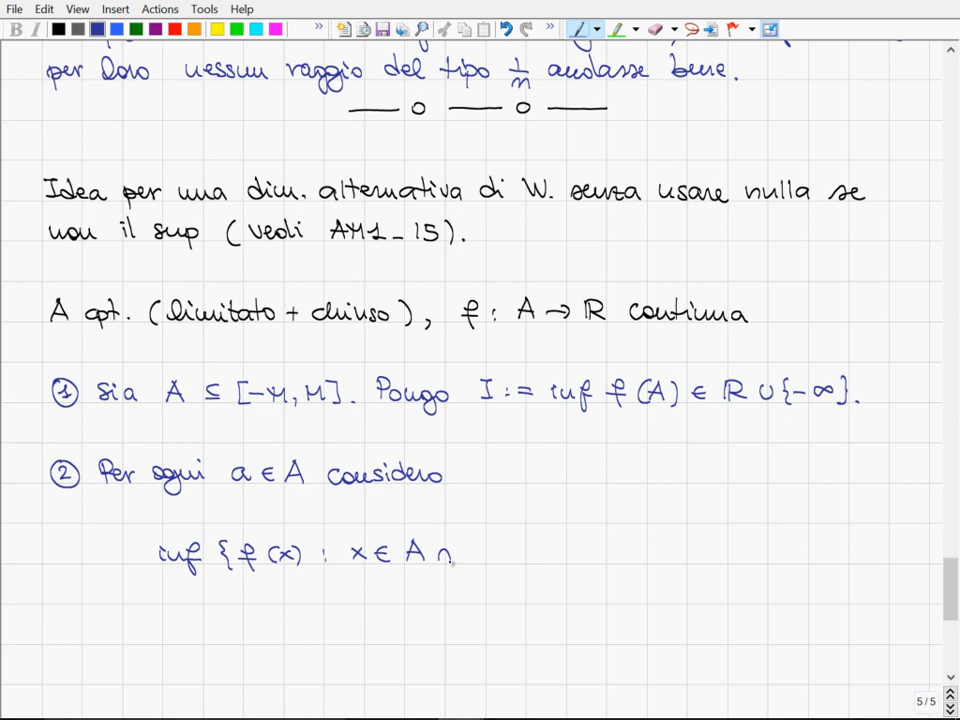 File Edit View Insert Actions Tools Help
B I
per loro nessun raggio del tipo 1/n andasse bene.
Idea per una dim. alternativa di W. senza usare nulla se
non il sup (vedi AM1_15).
A cpt. (limitato + chiuso), f : A → R continua
① Sia A ⊆ [-M, M]. Pongo I := inf f(A) ∈ R ∪ {-∞}.
② Per ogni a ∈ A considero
inf { f(x) : x ∈ A ∩
5/5